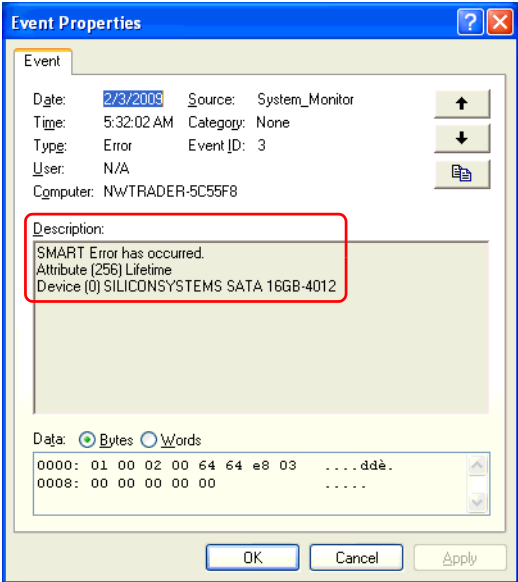 Event Properties
Event
Date: 2/3/2009 Source: System_Monitor
Time: 5:32:02 AM Category: None
Type: Error Event ID: 3
User: N/A
Computer: NWTRADER-5C55F8
Description:
SMART Error has occurred.
Attribute (256) Lifetime
Device (0) SILICONSYSTEMS SATA 16GB-4012
Data: Bytes Words
0000: 01 00 02 00 64 64 e8 03 ....ddè.
0008: 00 00 00 00 00 .....
OK Cancel Apply